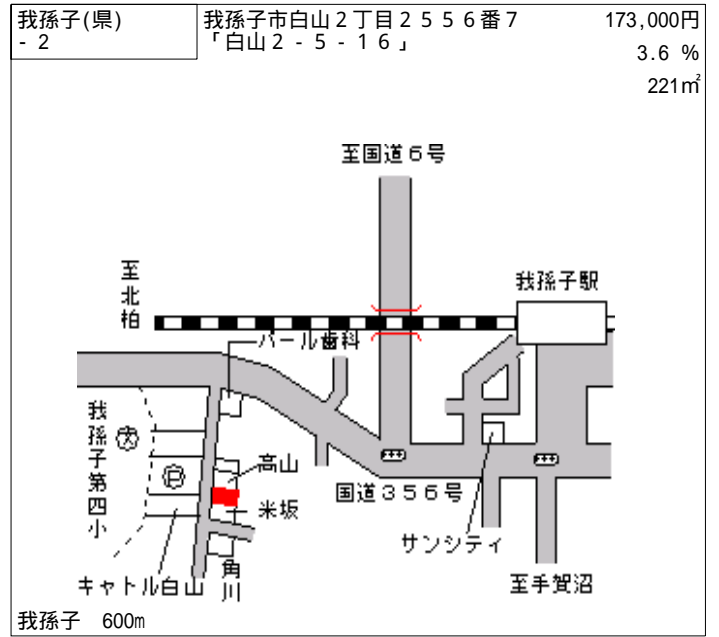 我孫子(県)
- 2
我孫子市白山２丁目２５５６番７
「白山２‐５‐１６」
173,000円
3.6 %
221㎡
至国道６号
至北柏
我孫子駅
パール歯科
我孫子第四小
文
P
高山
米坂
国道３５６号
サンシティ
キャトル白山
角川
至手賀沼
我孫子 600m